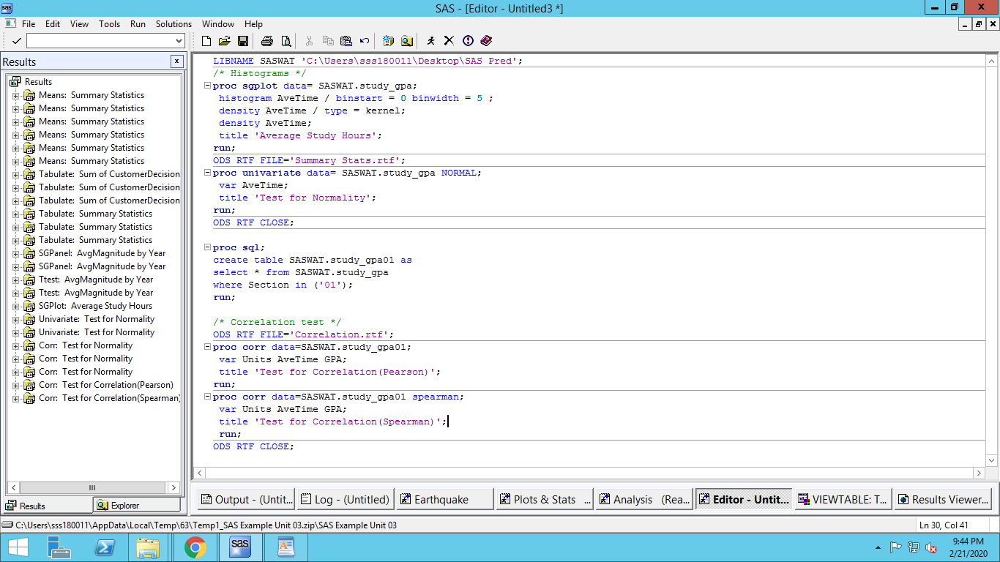 SAS - [Editor - Untitled3 *]
File Edit View Tools Run Solutions Window Help
Results
Results
Means: Summary Statistics
Means: Summary Statistics
Means: Summary Statistics
Means: Summary Statistics
Means: Summary Statistics
Means: Summary Statistics
Tabulate: Sum of CustomerDecision
Tabulate: Sum of CustomerDecision
Tabulate: Sum of CustomerDecision
Tabulate: Summary Statistics
Tabulate: Summary Statistics
Tabulate: Summary Statistics
SGPanel: AvgMagnitude by Year
SGPanel: AvgMagnitude by Year
Ttest: AvgMagnitude by Year
Ttest: AvgMagnitude by Year
SGPlot: Average Study Hours
Univariate: Test for Normality
Univariate: Test for Normality
Corr: Test for Normality
Corr: Test for Normality
Corr: Test for Normality
Corr: Test for Correlation(Pearson)
Corr: Test for Correlation(Spearman)
Results Explorer
LIBNAME SASWAT 'C:\Users\sss180011\Desktop\SAS Pred';
/* Histograms */
proc sgplot data= SASWAT.study_gpa;
histogram AveTime / binstart = 0 binwidth = 5 ;
density AveTime / type = kernel;
density AveTime;
title 'Average Study Hours';
run;
ODS RTF FILE='Summary Stats.rtf';
proc univariate data= SASWAT.study_gpa NORMAL;
var AveTime;
title 'Test for Normality';
run;
ODS RTF CLOSE;
proc sql;
create table SASWAT.study_gpa01 as
select * from SASWAT.study_gpa
where Section in ('01');
run;
/* Correlation test */
ODS RTF FILE='Correlation.rtf';
proc corr data=SASWAT.study_gpa01;
var Units AveTime GPA;
title 'Test for Correlation(Pearson)';
run;
proc corr data=SASWAT.study_gpa01 spearman;
var Units AveTime GPA;
title 'Test for Correlation(Spearman)';
run;
ODS RTF CLOSE;
Output - (Untit... Log - (Untitled) Earthquake Plots & Stats ... Analysis (Rea... Editor - Untit... VIEWTABLE: T... Results Viewer...
C:\Users\sss180011\AppData\Local\Temp\63\Temp1_SAS Example Unit 03.zip\SAS Example Unit 03 Ln 30, Col 41
sas
9:44 PM
2/21/2020